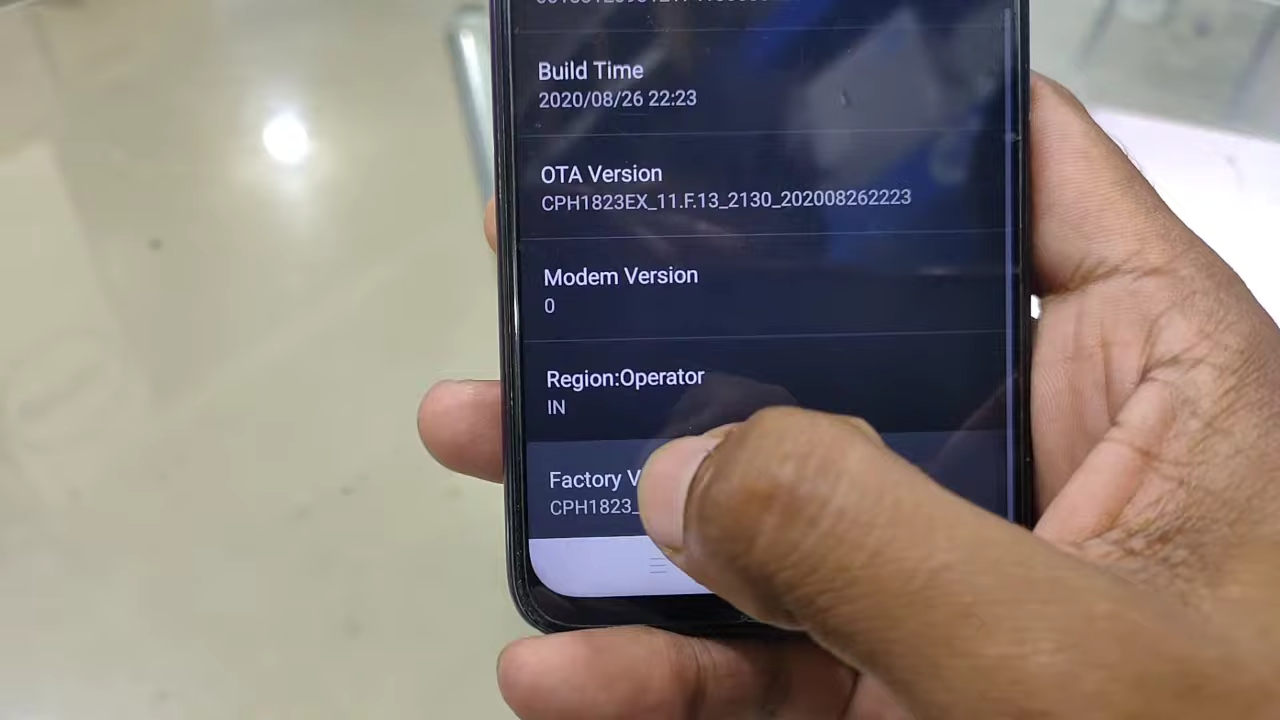 Build Time
2020/08/26 22:23
OTA Version
CPH1823EX_11.F.13_2130_202008262223
Modem Version
0
Region:Operator
IN
Factory V
CPH1823_